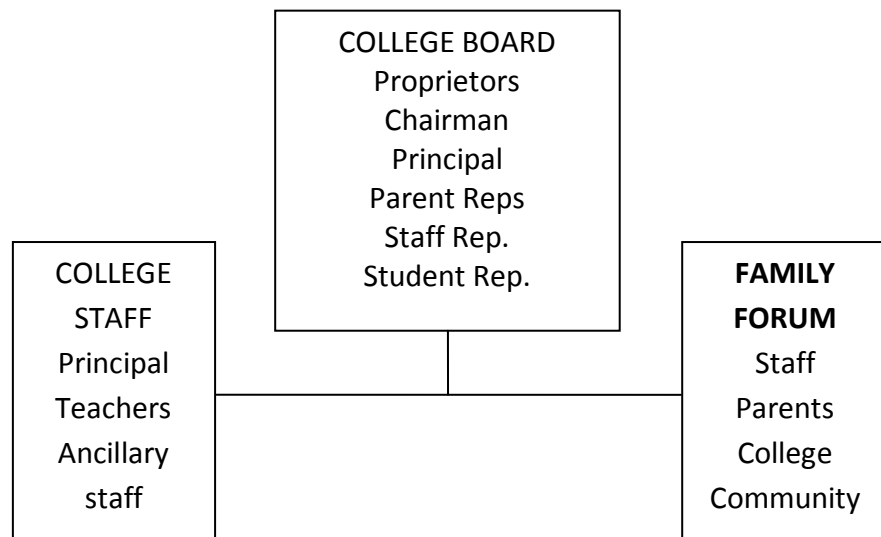 COLLEGE BOARD
Proprietors
Chairman
Principal
Parent Reps
Staff Rep.
Student Rep.
COLLEGE
STAFF
Principal
Teachers
Ancillary
staff
FAMILY
FORUM
Staff
Parents
College
Community